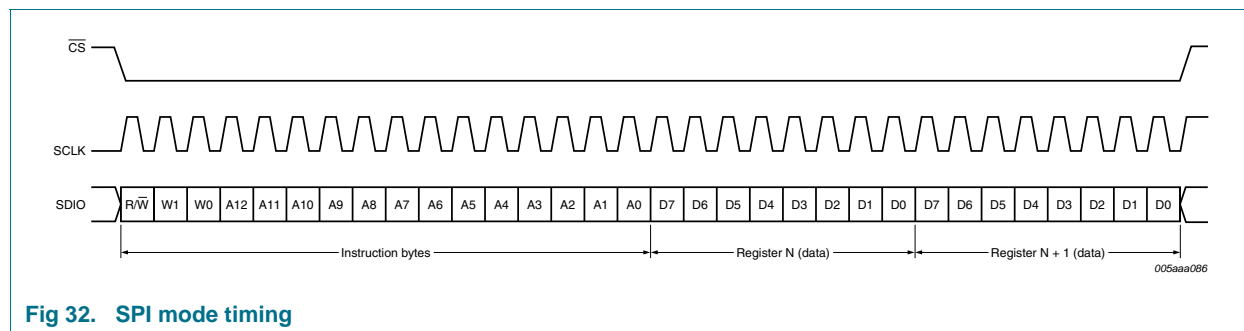 CS
SCLK
SDIO R/W W1 W0 A12 A11 A10 A9 A8 A7 A6 A5 A4 A3 A2 A1 A0 D7 D6 D5 D4 D3 D2 D1 D0 D7 D6 D5 D4 D3 D2 D1 D0
Instruction bytes Register N (data) Register N + 1 (data)
005aaa086
Fig 32. SPI mode timing